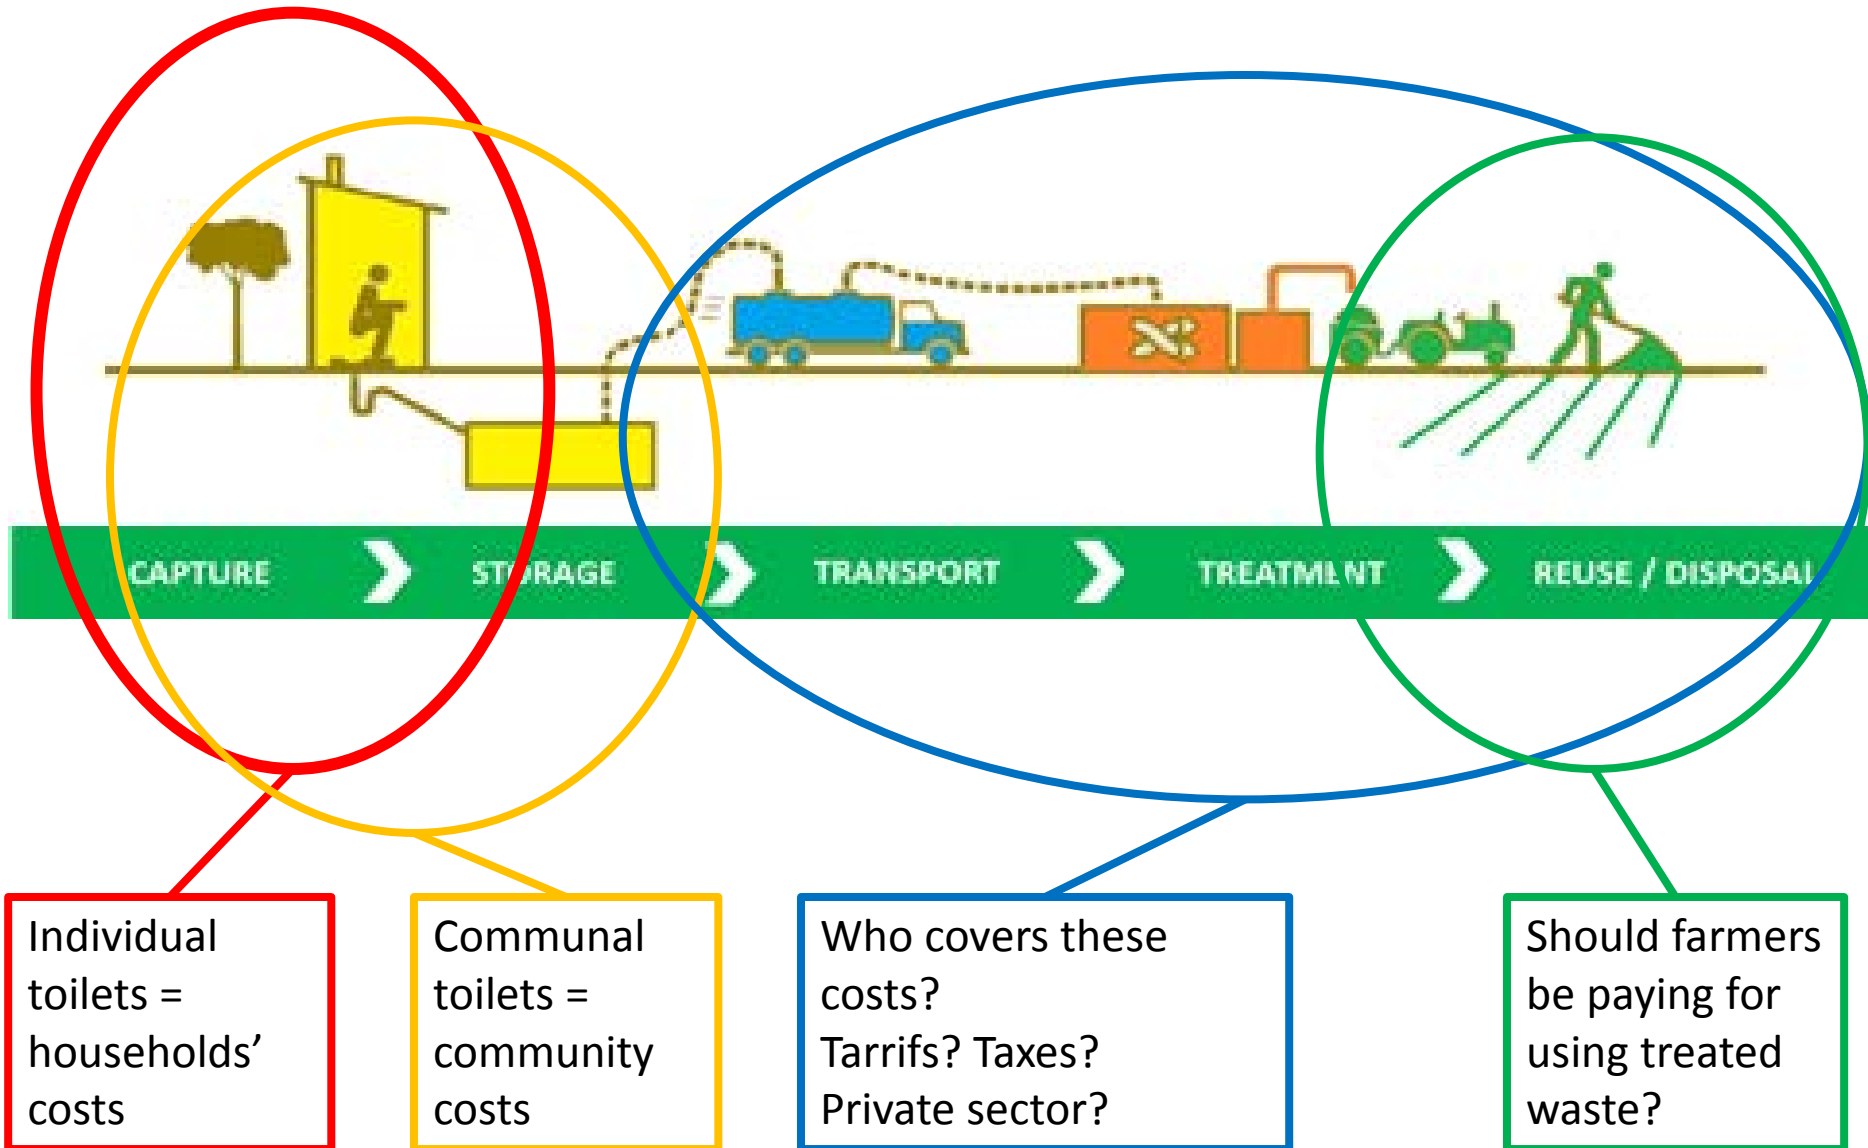 CAPTURE
STORAGE
TRANSPORT
TREATMENT
REUSE / DISPOSAL
Individual
toilets =
households’
costs
Communal
toilets =
community
costs
Who covers these
costs?
Tarrifs? Taxes?
Private sector?
Should farmers
be paying for
using treated
waste?